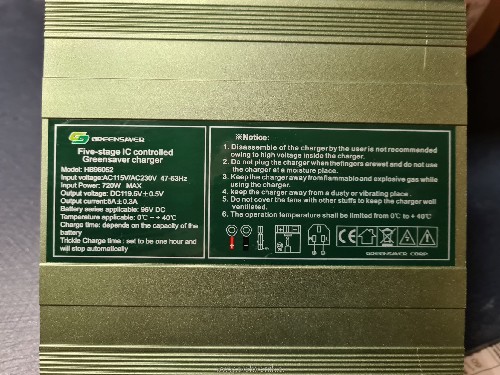 GREENSAVER
Five-stage IC controlled
Greensaver charger
Model: HB96052
Input voltage:AC115V/AC230V 47-63Hz
Input Power: 720W MAX
Output voltage: DC119.5V±0.5V
Output current:5A±0.3A
Battery series applicable: 96V DC
Temperature applicable: 0℃ ~ +40℃
Charge time: depends on the capacity of the
battery
Trickle Charge time : set to be one hour and
will stop automatically
※Notice:
1. Disassemble of the charger by the user is not recommended
owing to high voltage inside the charger.
2. Do not plug the charger when the fingers are wet and do not use
the charger at a moisture place.
3. Keep the charger away from flammable and explosive gas while
using the charger.
4. keep the charger away from a dusty or vibrating place.
5. Do not cover the fan with other stuffs to keep the charger well
ventilated.
6. The operation temperature shall be limited from 0℃ to +40℃
CE
GREENSAVER CORP.